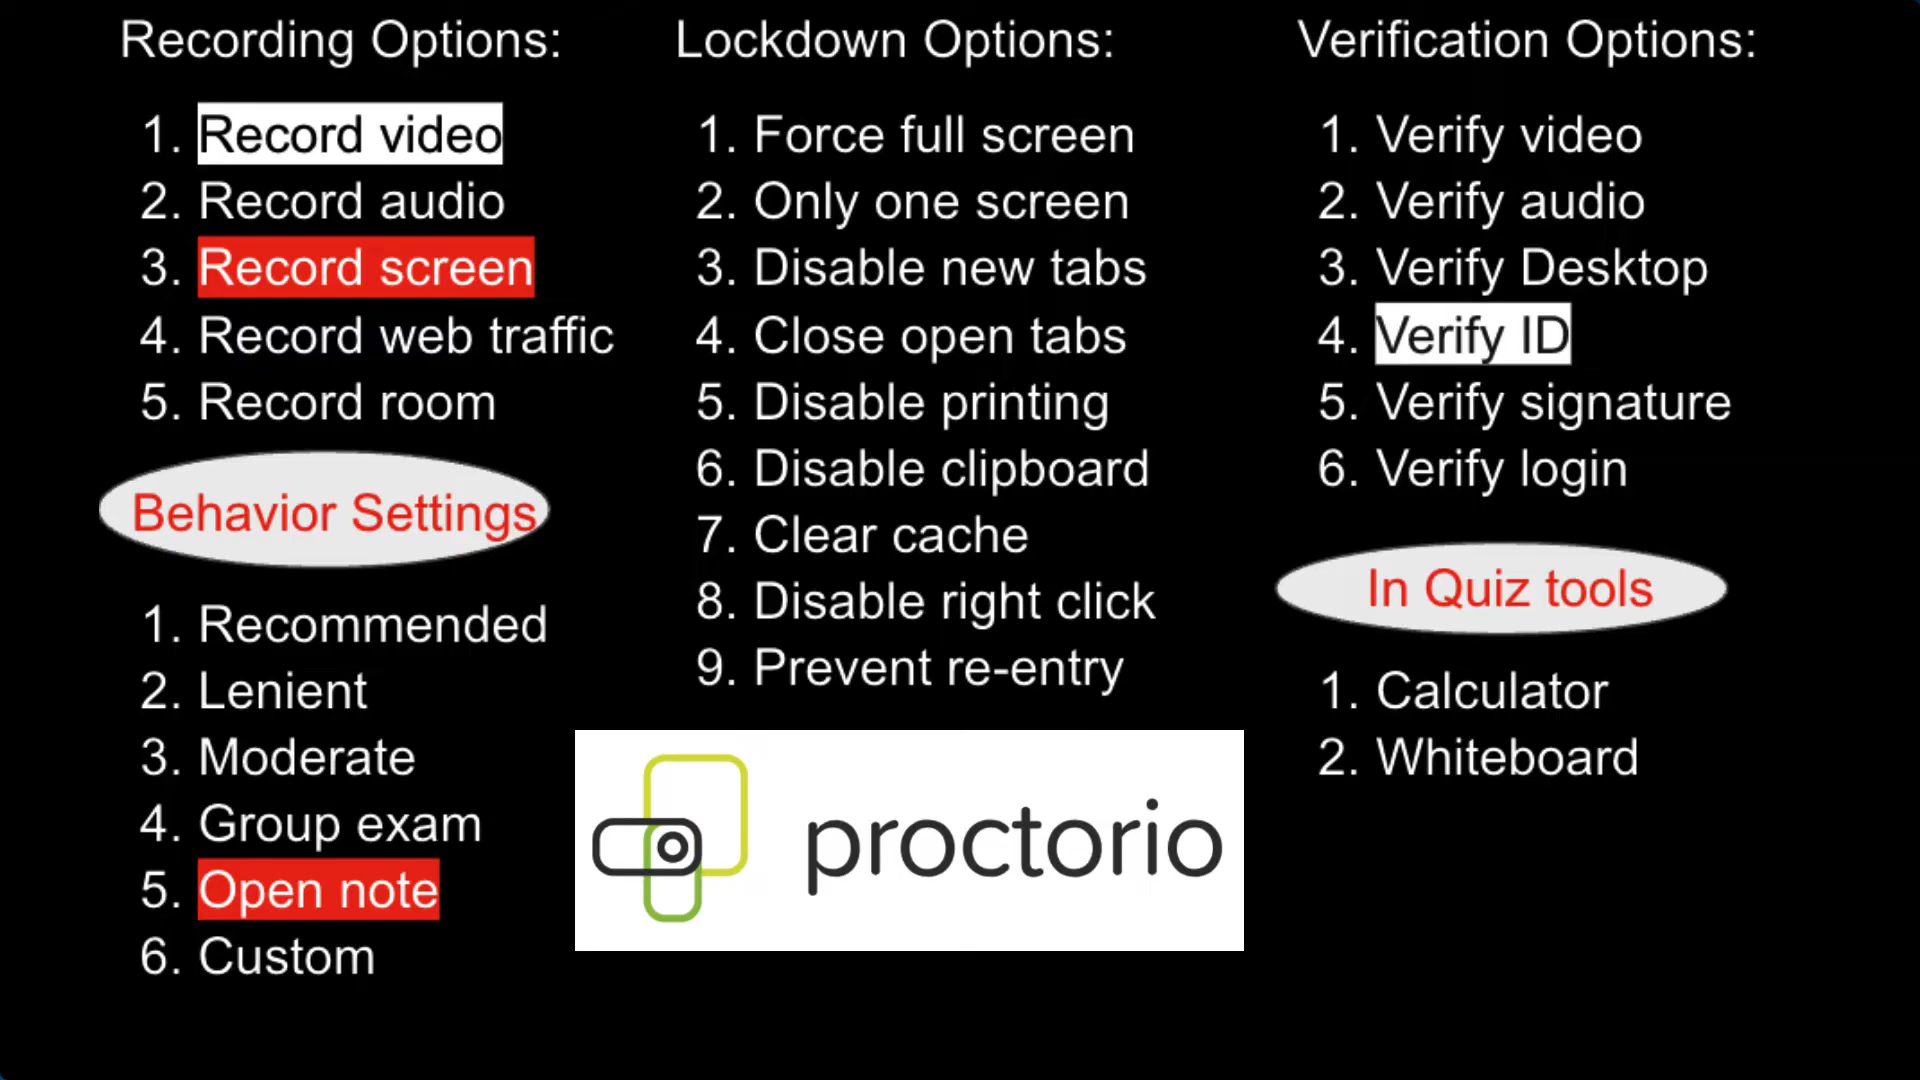 Recording Options:
1. Record video
2. Record audio
3. Record screen
4. Record web traffic
5. Record room
Behavior Settings
1. Recommended
2. Lenient
3. Moderate
4. Group exam
5. Open note
6. Custom
Lockdown Options:
1. Force full screen
2. Only one screen
3. Disable new tabs
4. Close open tabs
5. Disable printing
6. Disable clipboard
7. Clear cache
8. Disable right click
9. Prevent re-entry
proctorio
Verification Options:
1. Verify video
2. Verify audio
3. Verify Desktop
4. Verify ID
5. Verify signature
6. Verify login
In Quiz tools
1. Calculator
2. Whiteboard